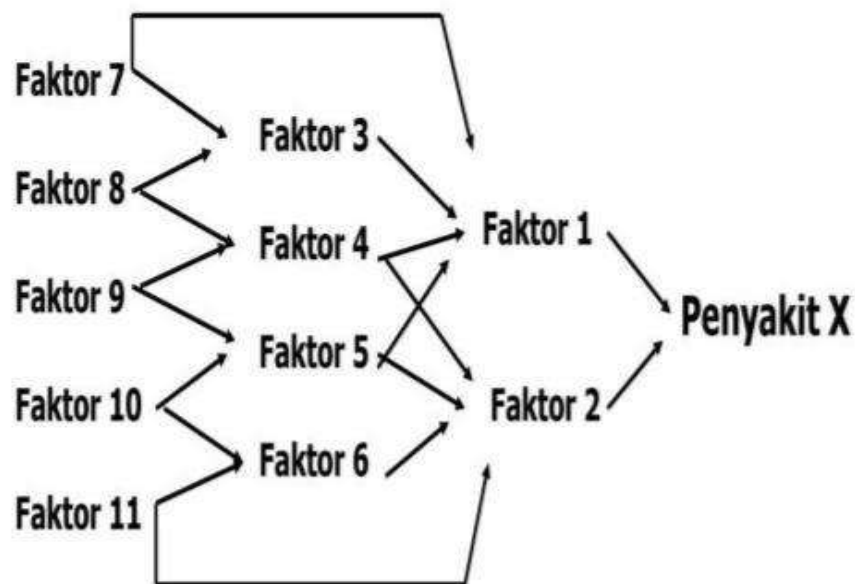 Faktor 7
Faktor 8
Faktor 9
Faktor 10
Faktor 11
Faktor 3
Faktor 4
Faktor 5
Faktor 6
Faktor 1
Faktor 2
Penyakit X